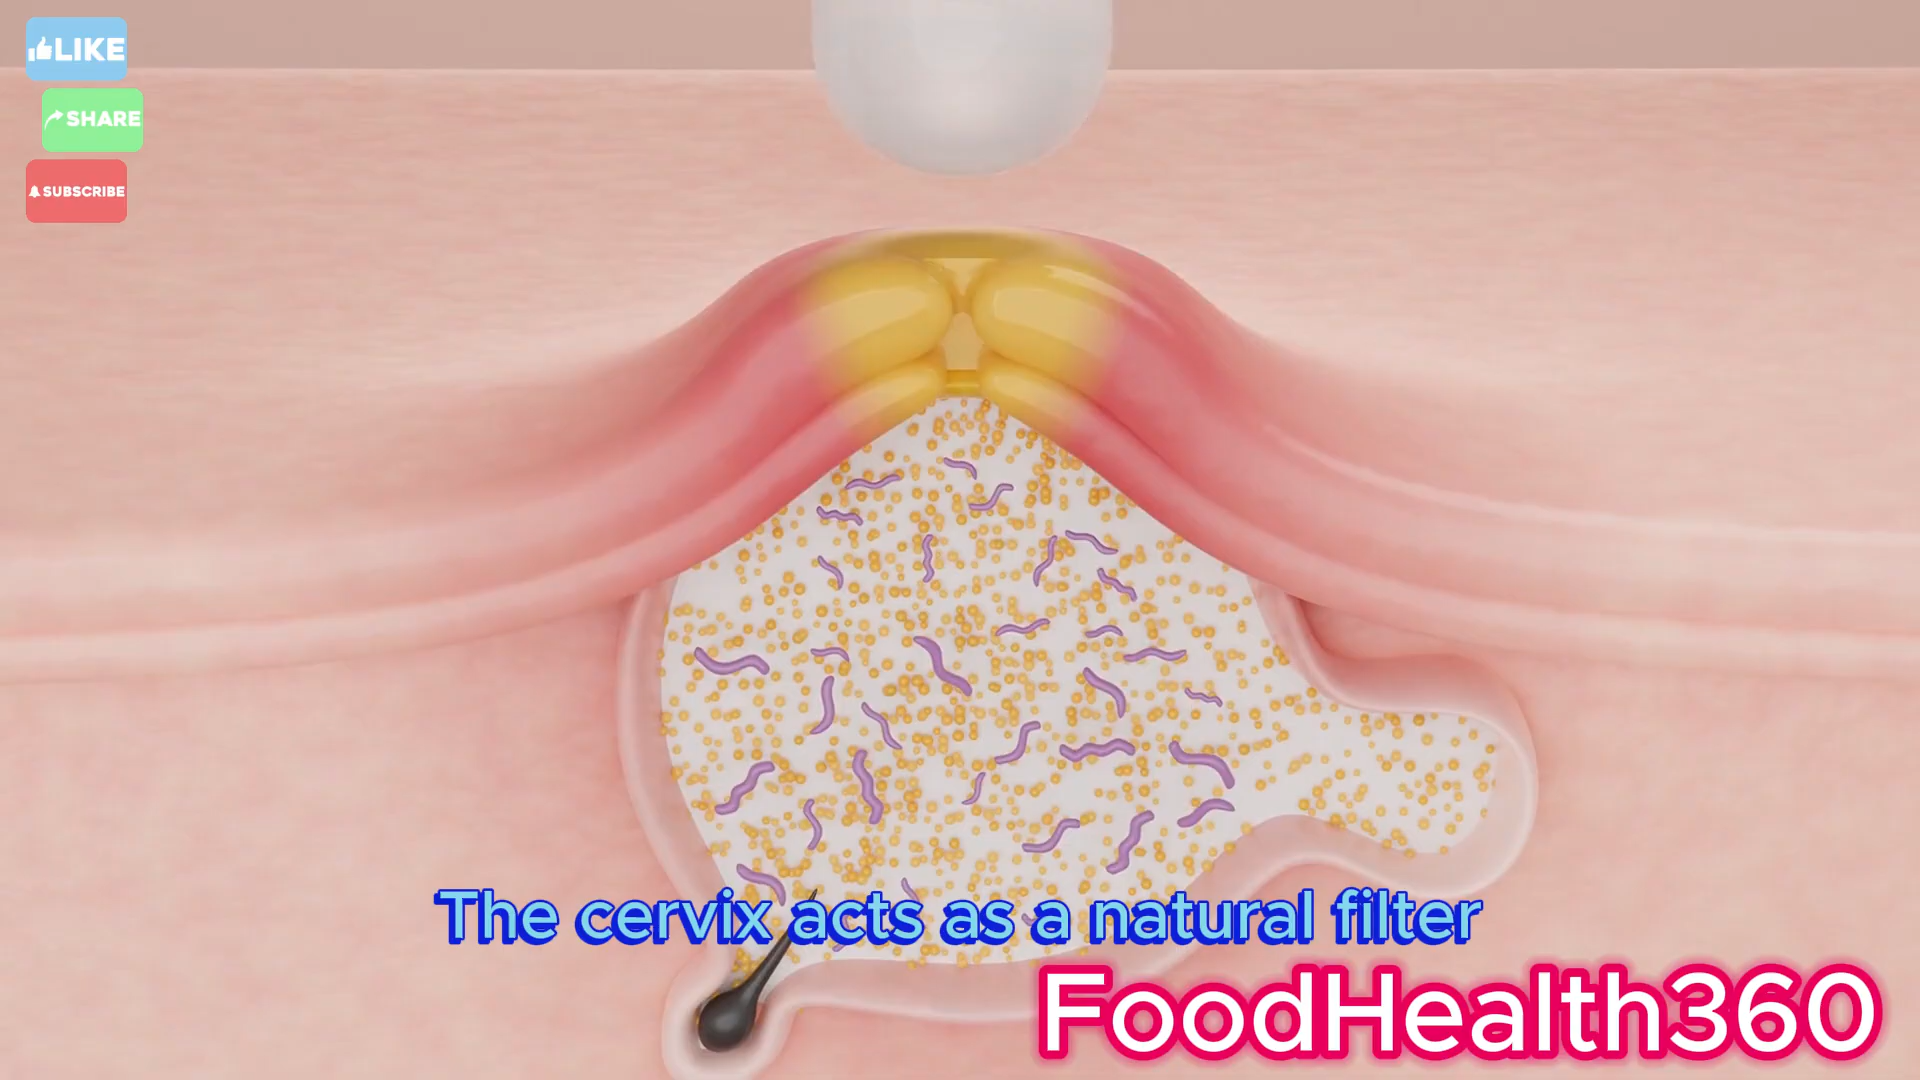 LIKE
SHARE
SUBSCRIBE
The cervix acts as a natural filter
FoodHealth360